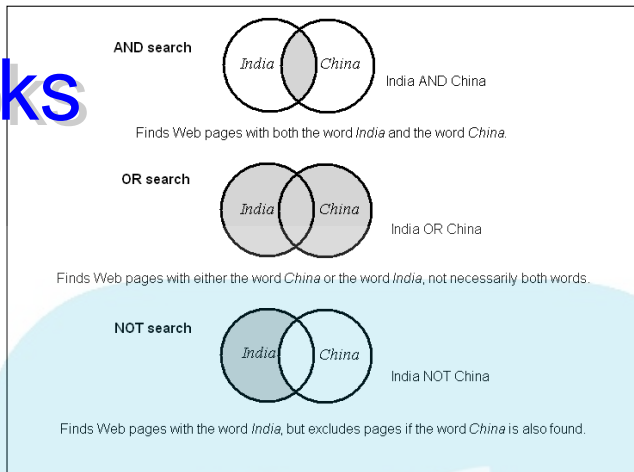 AND search
India China
India AND China
ks
Finds Web pages with both the word India and the word China.
OR search
India China
India OR China
Finds Web pages with either the word China or the word India, not necessarily both words.
NOT search
India China
India NOT China
Finds Web pages with the word India, but excludes pages if the word China is also found.